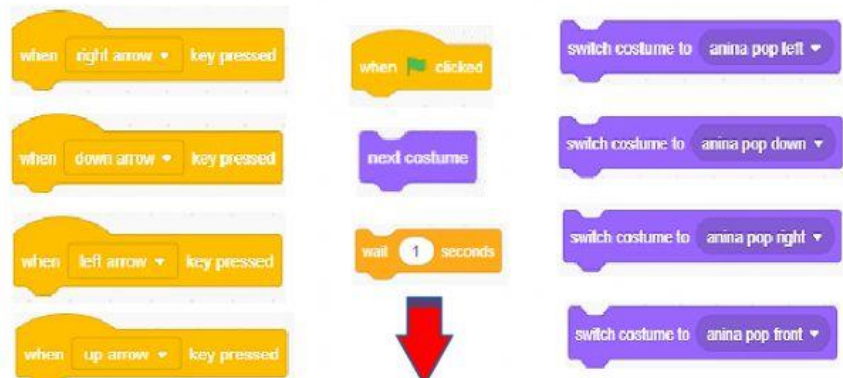 when right arrow key pressed
when down arrow key pressed
when left arrow key pressed
when up arrow key pressed
when clicked
next costume
wait 1 seconds
switch costume to anina pop left
switch costume to anina pop down
switch costume to anina pop right
switch costume to anina pop front